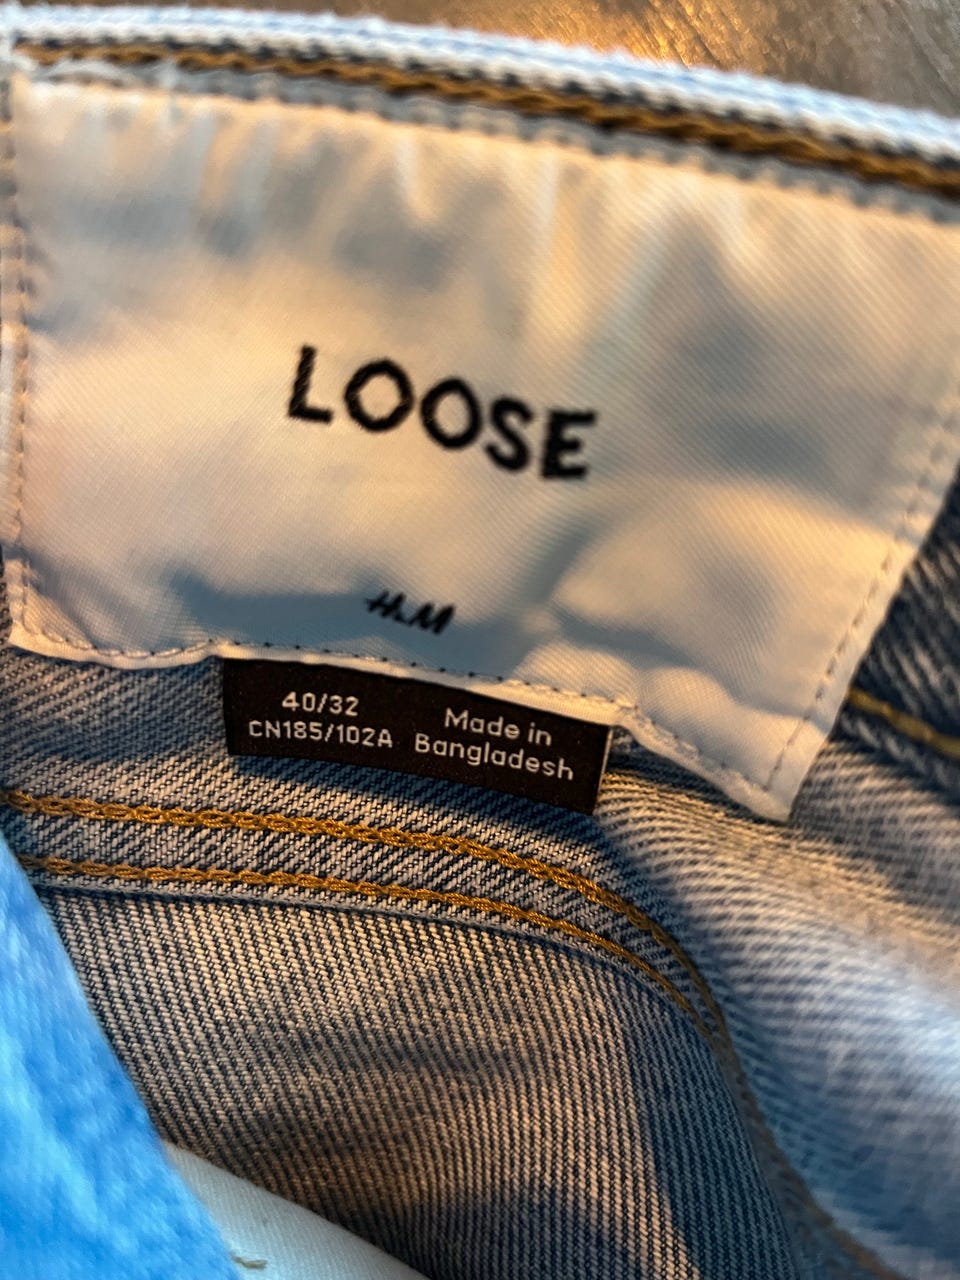 LOOSE
H&M
40/32
CN185/102A
Made in
Bangladesh